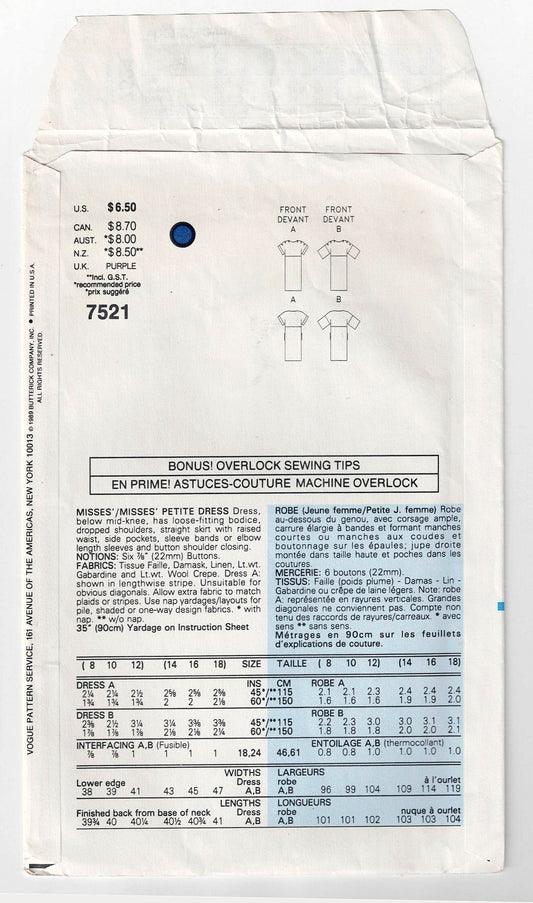 U.S. $6.50
CAN. $8.70
AUST. *$8.00
N.Z. *$8.50**
U.K. PURPLE
**Incl. G.S.T.
*recommended price
*prix suggéré
7521
FRONT FRONT
DEVANT DEVANT
A B
A B
VOGUE PATTERN SERVICE, 161 AVENUE OF THE AMERICAS, NEW YORK 10013 © 1989 BUTTERICK COMPANY, INC. ● PRINTED IN U.S.A.
ALL RIGHTS RESERVED.
BONUS! OVERLOCK SEWING TIPS
EN PRIME! ASTUCES-COUTURE MACHINE OVERLOCK
MISSES'/MISSES' PETITE DRESS Dress,
below mid-knee, has loose-fitting bodice,
dropped shoulders, straight skirt with raised
waist, side pockets, sleeve bands or elbow
length sleeves and button shoulder closing.
NOTIONS: Six ⅞" (22mm) Buttons.
FABRICS: Tissue Faille, Damask, Linen, Lt.wt.
Gabardine and Lt.wt. Wool Crepe. Dress A:
shown in lengthwise stripe. Unsuitable for
obvious diagonals. Allow extra fabric to match
plaids or stripes. Use nap yardages/layouts for
pile, shaded or one-way design fabrics. * with
nap. ** w/o nap.
35" (90cm) Yardage on Instruction Sheet
ROBE (Jeune femme/Petite J. femme) Robe
au-dessous du genou, avec corsage ample,
carrure élargie à bandes et formant manches
courtes ou manches aux coudes et
boutonnage sur les épaules; jupe droite
montée dans taille haute et poches dans les
coutures.
MERCERIE: 6 boutons (22mm).
TISSUS: Faille (poids plume) - Damas - Lin -
Gabardine ou crêpe de laine légers. Note: robe
A: représentée en rayures verticales. Grandes
diagonales ne conviennent pas. Compte non
tenu des raccords de rayures/carreaux. * avec
sens ** sans sens.
Métrages en 90cm sur les feuillets
d'explications de couture.
( 8 10 12) (14 16 18) SIZE TAILLE ( 8 10 12) (14 16 18)
DRESS A INS CM ROBE A
2¼ 2¼ 2½ 2⅝ 2⅝ 2⅝ 45*/**115 2.1 2.1 2.3 2.4 2.4 2.4
1¾ 1¾ 1¾ 2 2 2⅛ 60*/**150 1.6 1.6 1.6 1.9 1.9 1.9
DRESS B ROBE B
2⅜ 2½ 3¼ 3¼ 3⅜ 3⅜ 45*/**115 2.2 2.3 3.0 3.0 3.1 3.1
1⅞ 1⅞ 1⅞ 2⅛ 2⅛ 2¼ 60*/**150 1.8 1.8 1.8 2.0 2.0 2.1
INTERFACING A,B (Fusible) ENTOILAGE A,B (thermocollant)
⅞ ⅞ 1 1 1 1 18,24 46,61 0.8 0.8 1.0 1.0 1.0 1.0
WIDTHS LARGEURS
Lower edge Dress robe à l'ourlet
38 39 41 43 45 47 A,B A,B 96 99 104 109 114 119
LENGTHS LONGUEURS
Finished back from base of neck Dress robe nuque à ourlet
39¾ 40 40¼ 40½ 40¾ 41 A,B A,B 101 101 102 103 103 104